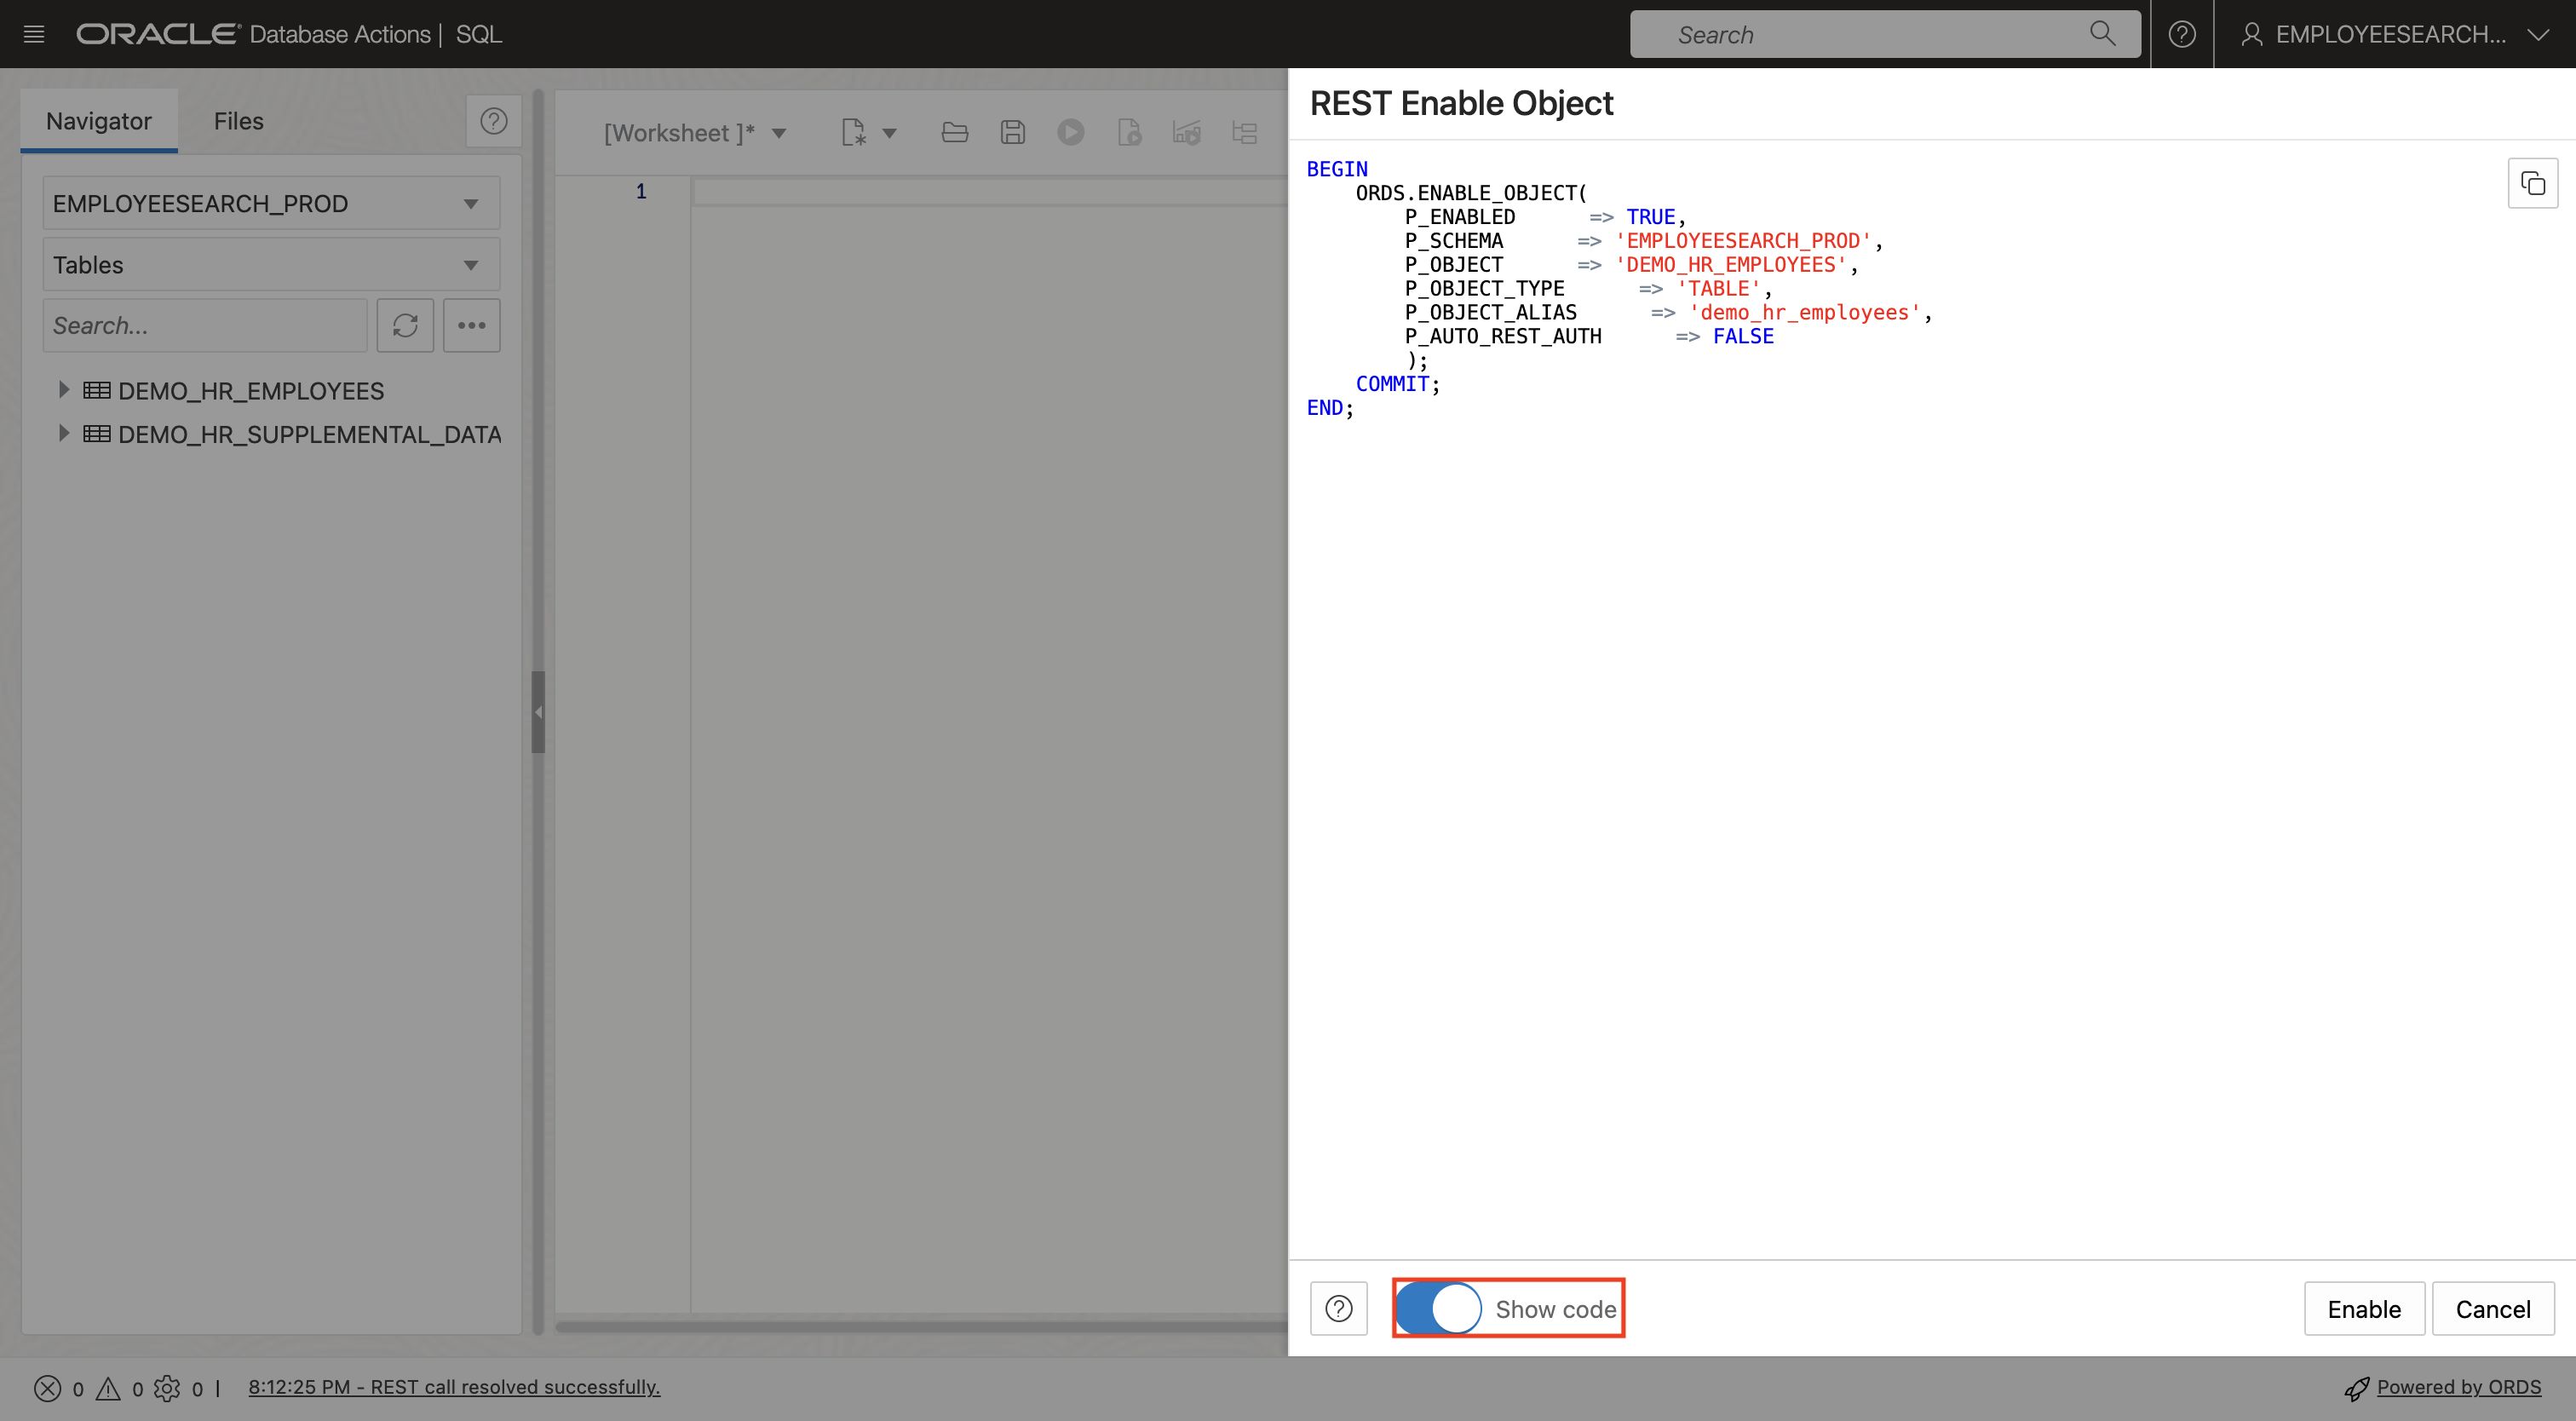 ORACLE Database Actions | SQL
Search
EMPLOYEESEARCH...
Navigator
Files
EMPLOYEESEARCH_PROD
Tables
Search...
DEMO_HR_EMPLOYEES
DEMO_HR_SUPPLEMENTAL_DATA
[Worksheet ]*
1
REST Enable Object
BEGIN
ORDS.ENABLE_OBJECT(
P_ENABLED => TRUE,
P_SCHEMA => 'EMPLOYEESEARCH_PROD',
P_OBJECT => 'DEMO_HR_EMPLOYEES',
P_OBJECT_TYPE => 'TABLE',
P_OBJECT_ALIAS => 'demo_hr_employees',
P_AUTO_REST_AUTH => FALSE
);
COMMIT;
END;
Show code
Enable
Cancel
0 0 0 | 8:12:25 PM - REST call resolved successfully.
Powered by ORDS